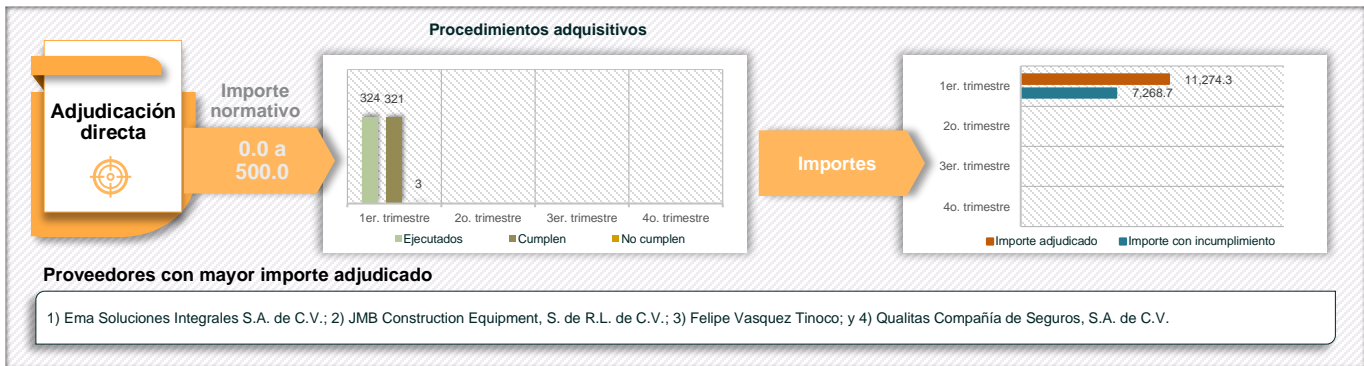 Procedimientos adquisitivos
Adjudicación
directa
Importe
normativo
0.0 a
500.0
324 321
3
1er. trimestre 2o. trimestre 3er. trimestre 4o. trimestre
Ejecutados Cumplen No cumplen
Importes
1er. trimestre
11,274.3
7,268.7
2o. trimestre
3er. trimestre
4o. trimestre
Importe adjudicado Importe con incumplimiento
Proveedores con mayor importe adjudicado
1) Ema Soluciones Integrales S.A. de C.V.; 2) JMB Construction Equipment, S. de R.L. de C.V.; 3) Felipe Vasquez Tinoco; y 4) Qualitas Compañía de Seguros, S.A. de C.V.